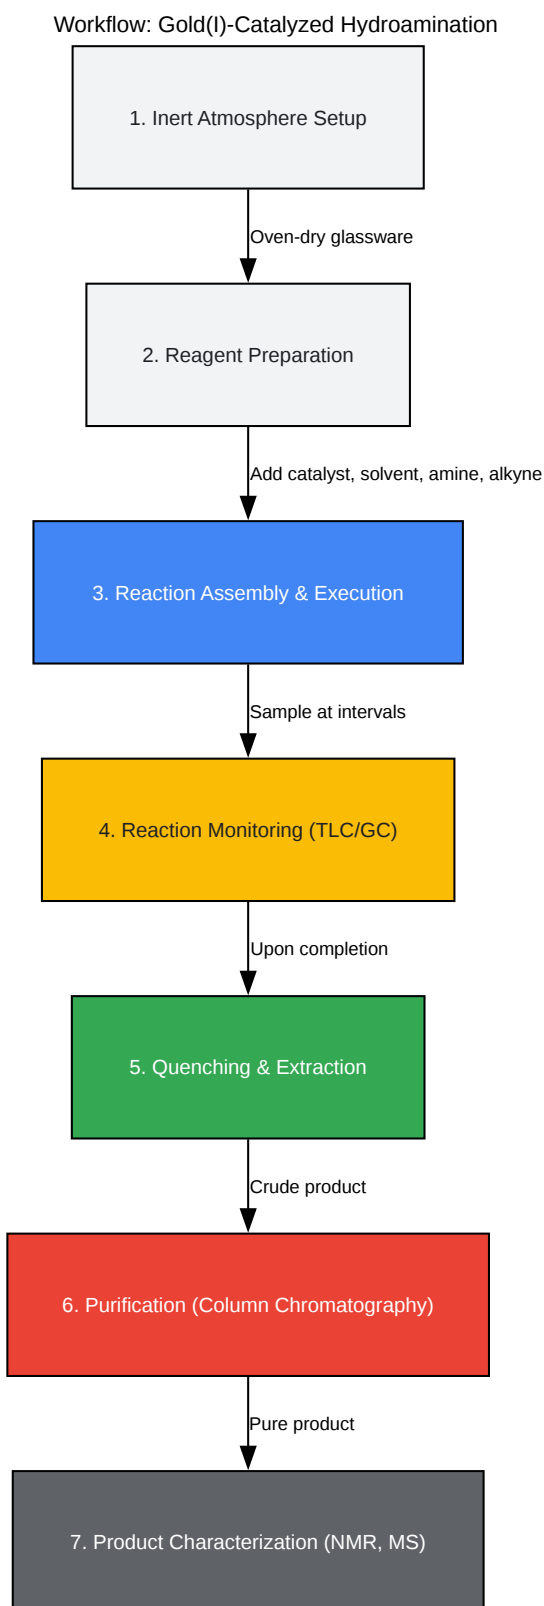 Workflow: Gold(I)-Catalyzed Hydroamination
1. Inert Atmosphere Setup
Oven-dry glassware
2. Reagent Preparation
Add catalyst, solvent, amine, alkyne
3. Reaction Assembly & Execution
Sample at intervals
4. Reaction Monitoring (TLC/GC)
Upon completion
5. Quenching & Extraction
Crude product
6. Purification (Column Chromatography)
Pure product
7. Product Characterization (NMR, MS)